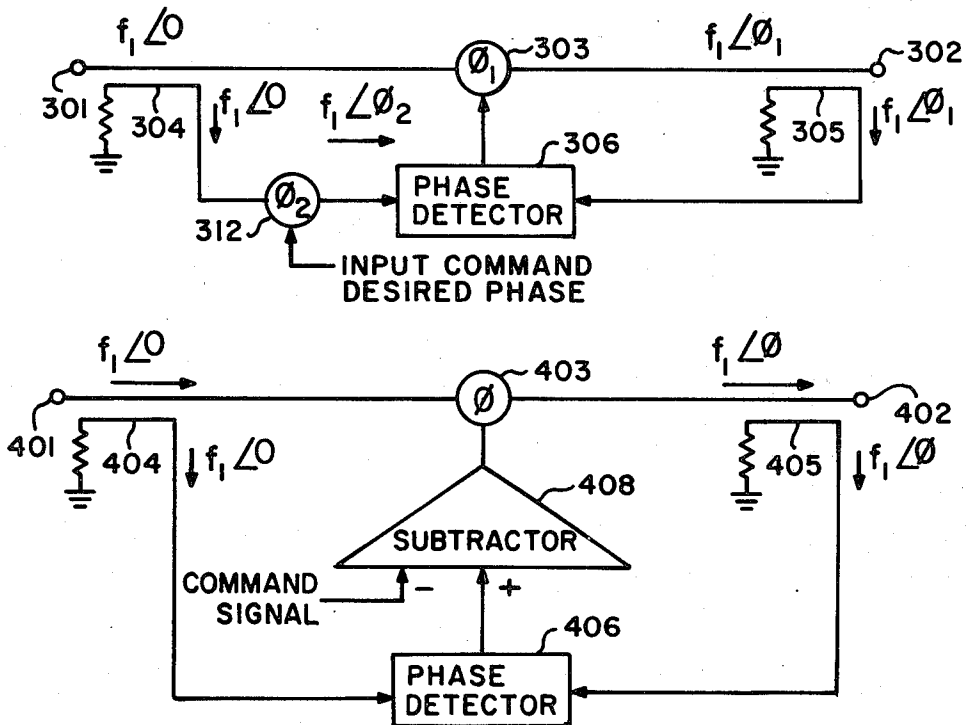 f₁∠0
303
f₁∠Ø₁
302
Ø₁
301
304
f₁∠0
f₁∠Ø₂
306
305
f₁∠Ø₁
PHASE
DETECTOR
Ø₂
312
INPUT COMMAND
DESIRED PHASE
f₁∠0
403
f₁∠Ø
Ø
401
402
404
f₁∠0
408
405
f₁∠Ø
SUBTRACTOR
COMMAND
SIGNAL
- +
406
PHASE
DETECTOR